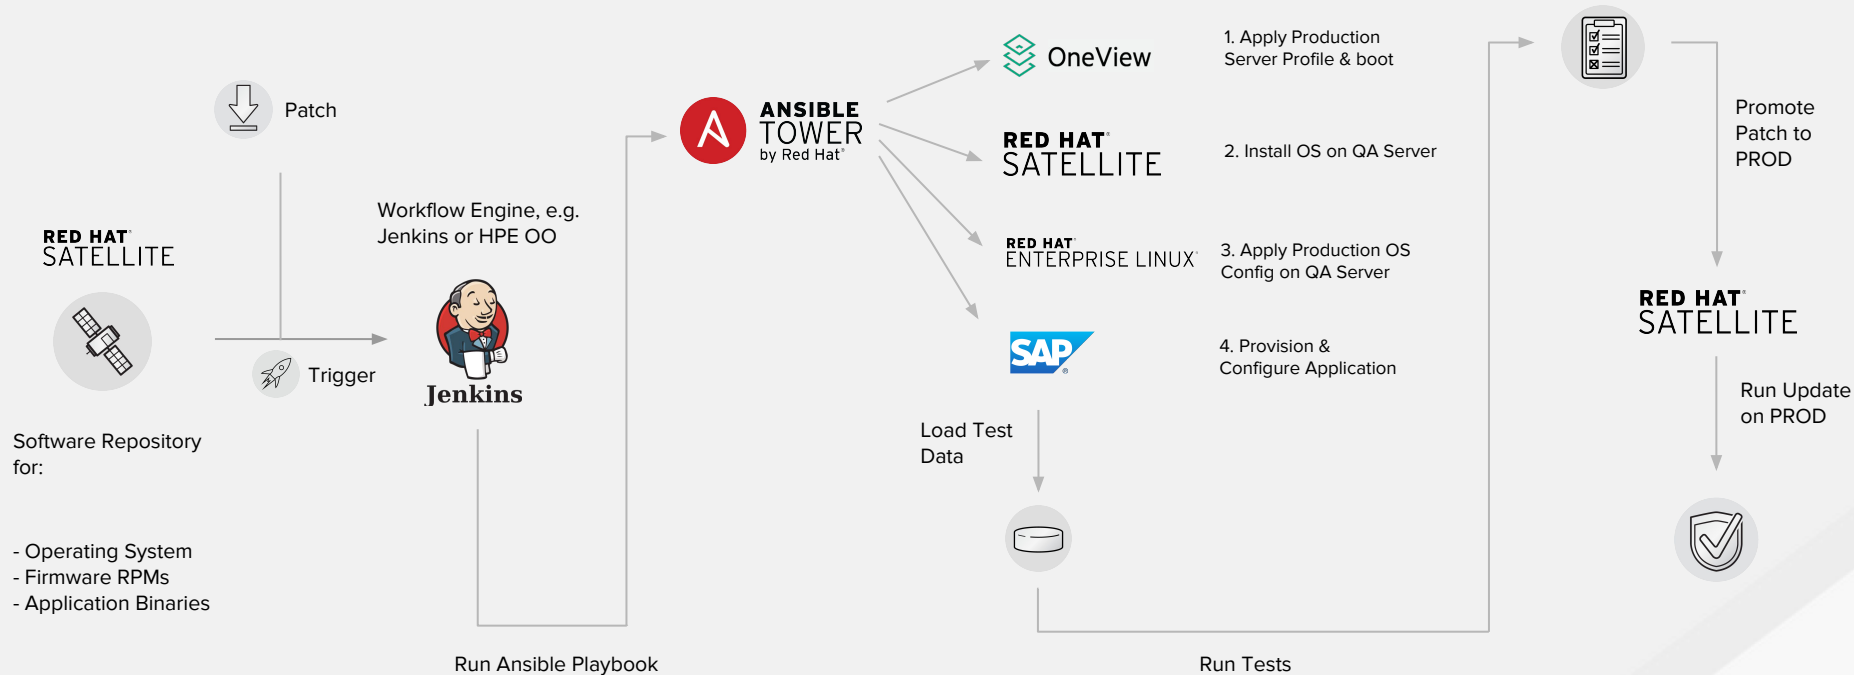 RED HAT®
SATELLITE
Software Repository
for:
- Operating System
- Firmware RPMs
- Application Binaries
Patch
Trigger
Workflow Engine, e.g.
Jenkins or HPE OO
Jenkins
Run Ansible Playbook
ANSIBLE
TOWER
by Red Hat®
OneView
1. Apply Production
Server Profile & boot
RED HAT®
SATELLITE
2. Install OS on QA Server
RED HAT®
ENTERPRISE LINUX®
3. Apply Production OS
Config on QA Server
SAP®
4. Provision &
Configure Application
Load Test
Data
Run Tests
Promote
Patch to
PROD
RED HAT®
SATELLITE
Run Update
on PROD